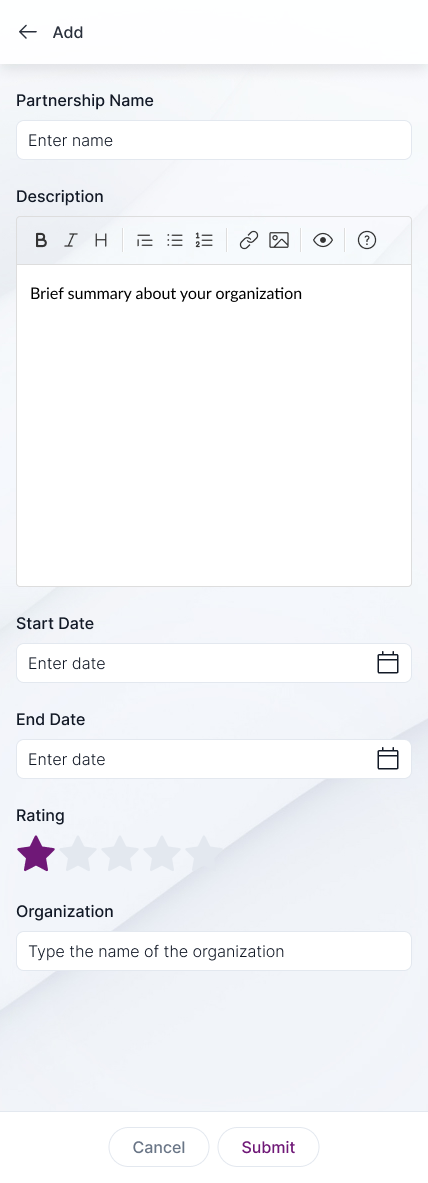 Add
Partnership Name
Enter name
Description
B I H
Brief summary about your organization
Start Date
Enter date
End Date
Enter date
Rating
Organization
Type the name of the organization
Cancel Submit